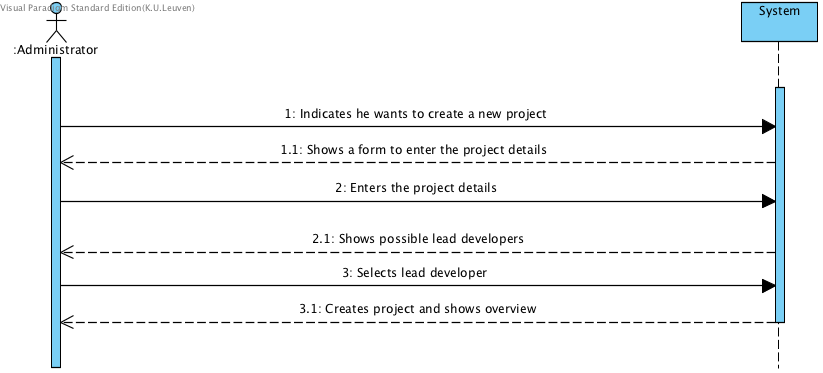 Visual Paradigm Standard Edition(K.U.Leuven)
System
:Administrator
1: Indicates he wants to create a new project
1.1: Shows a form to enter the project details
2: Enters the project details
2.1: Shows possible lead developers
3: Selects lead developer
3.1: Creates project and shows overview